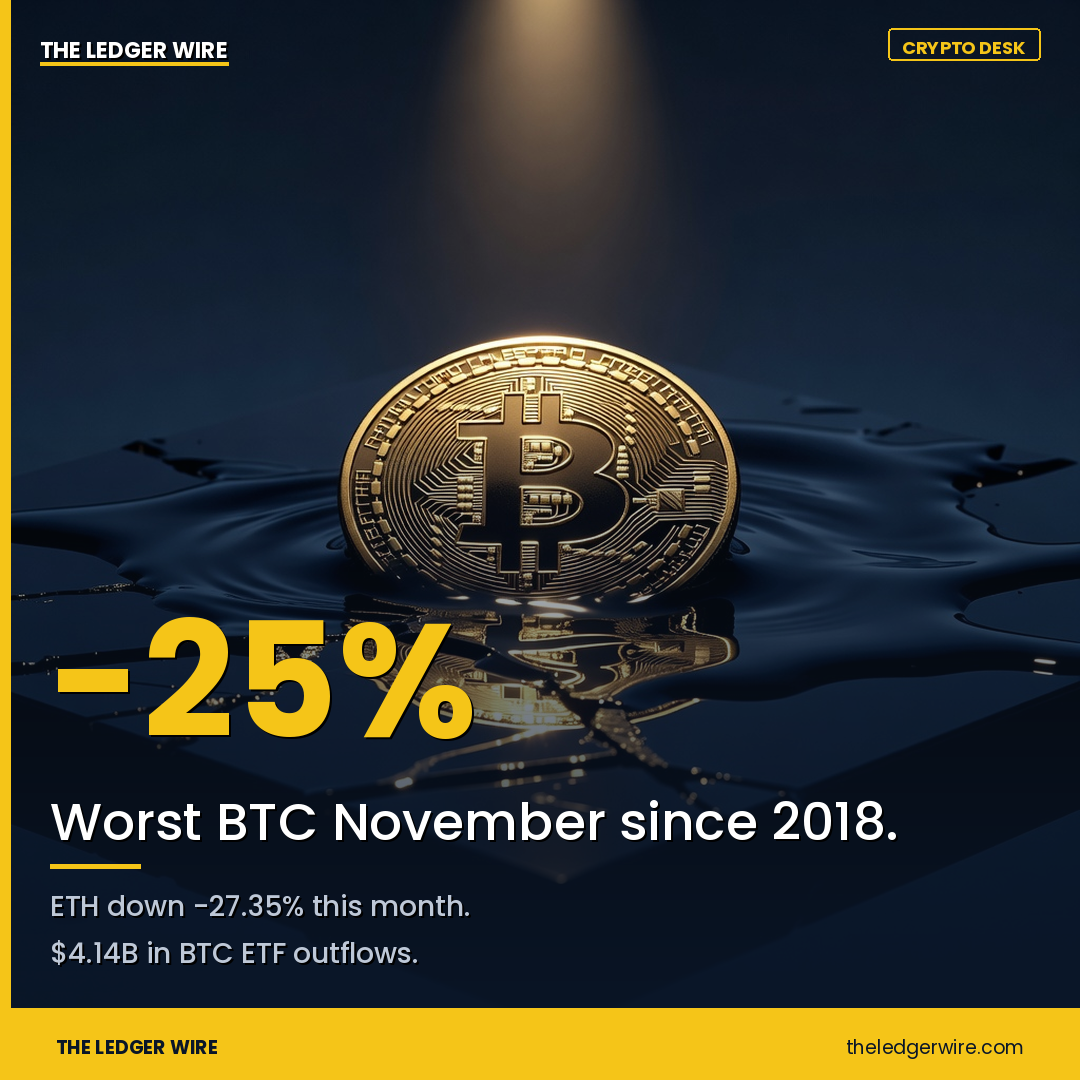 THE LEDGER WIRE
CRYPTO DESK
-25%
Worst BTC November since 2018.
ETH down -27.35% this month.
$4.14B in BTC ETF outflows.
THE LEDGER WIRE
theledgerwire.com